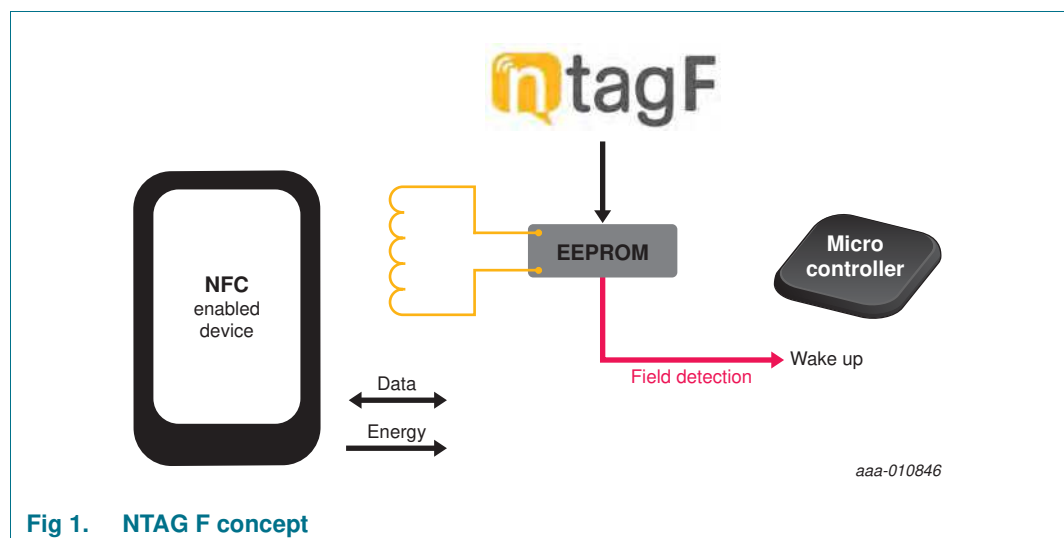 ntagF
EEPROM
Micro
controller
NFC
enabled
device
Wake up
Field detection
Data
Energy
aaa-010846
Fig 1. NTAG F concept